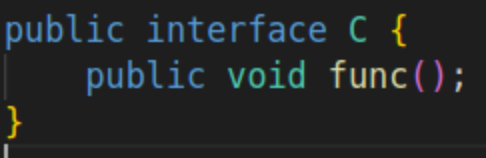 public interface C {
    public void func();
}